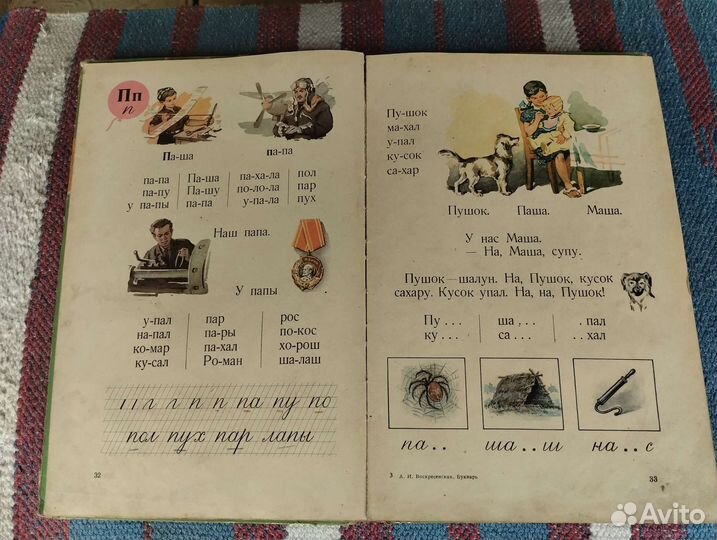 Пп
п
Па-ша
па-па
па-па Па-ша па-ха-ла пол
па-пу Па-шу по-ло-ла пар
у па-пы па-па у-па-ла пух
Наш папа.
У папы
у-пал пар рос
на-пал па-ры по-кос
ко-мар па-хал хо-рош
ку-сал Ро-ман ша-лаш
г г п п па пу по
пол пух пар лапы
32
Пу-шок
ма-хал
у-пал
ку-сок
са-хар
Пушок. Паша. Маша.
У нас Маша.
— На, Маша, супу.
Пушок—шалун. На, Пушок, кусок
сахару. Кусок упал. На, на, Пушок!
Пу . . . ша . . . . пал
ку . . . са . . . . . хал
па . . ша . . ш на . . с
3 А. И. Воскресенская, Букварь
33
Avito